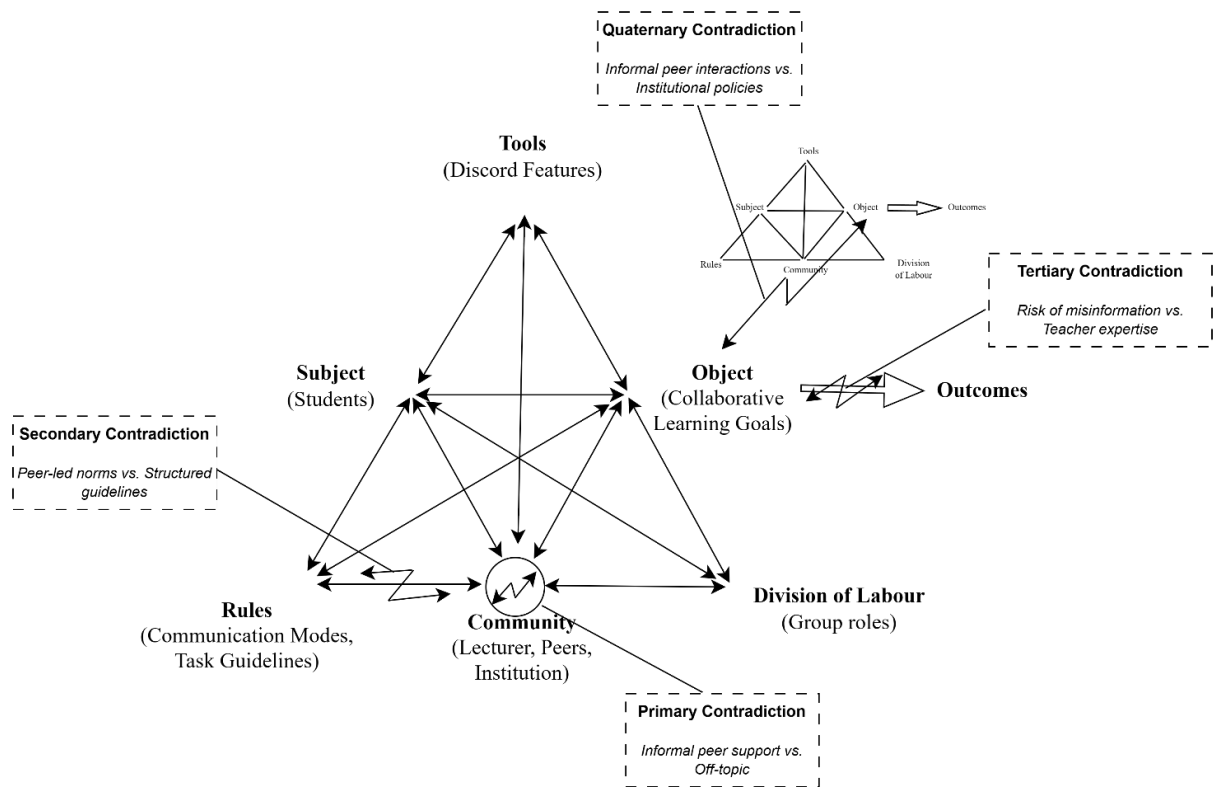 Quaternary Contradiction
Informal peer interactions vs.
Institutional policies
Tools
(Discord Features)
Tools
Subject
Object
Outcomes
Rules
Community
Division of
Labour
Tertiary Contradiction
Risk of misinformation vs.
Teacher expertise
Subject
(Students)
Object
(Collaborative
Learning Goals)
Outcomes
Secondary Contradiction
Peer-led norms vs. Structured
guidelines
Rules
(Communication Modes,
Task Guidelines)
Community
(Lecturer, Peers,
Institution)
Division of Labour
(Group roles)
Primary Contradiction
Informal peer support vs.
Off-topic